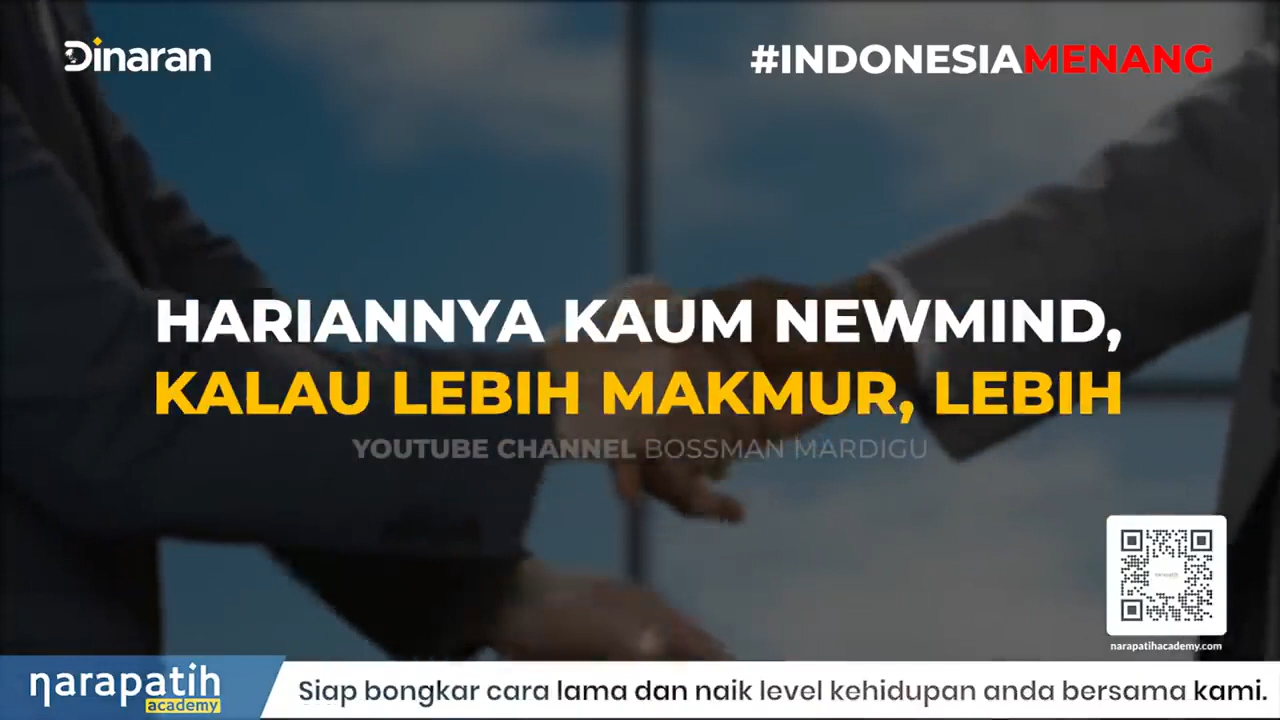 Dinaran
#INDONESIAMENANG
HARIANNYA KAUM NEWMIND,
KALAU LEBIH MAKMUR, LEBIH
YOUTUBE CHANNEL BOSSMAN MARDIGU
narapatihacademy.com
narapatih
academy
Siap bongkar cara lama dan naik level kehidupan anda bersama kami.